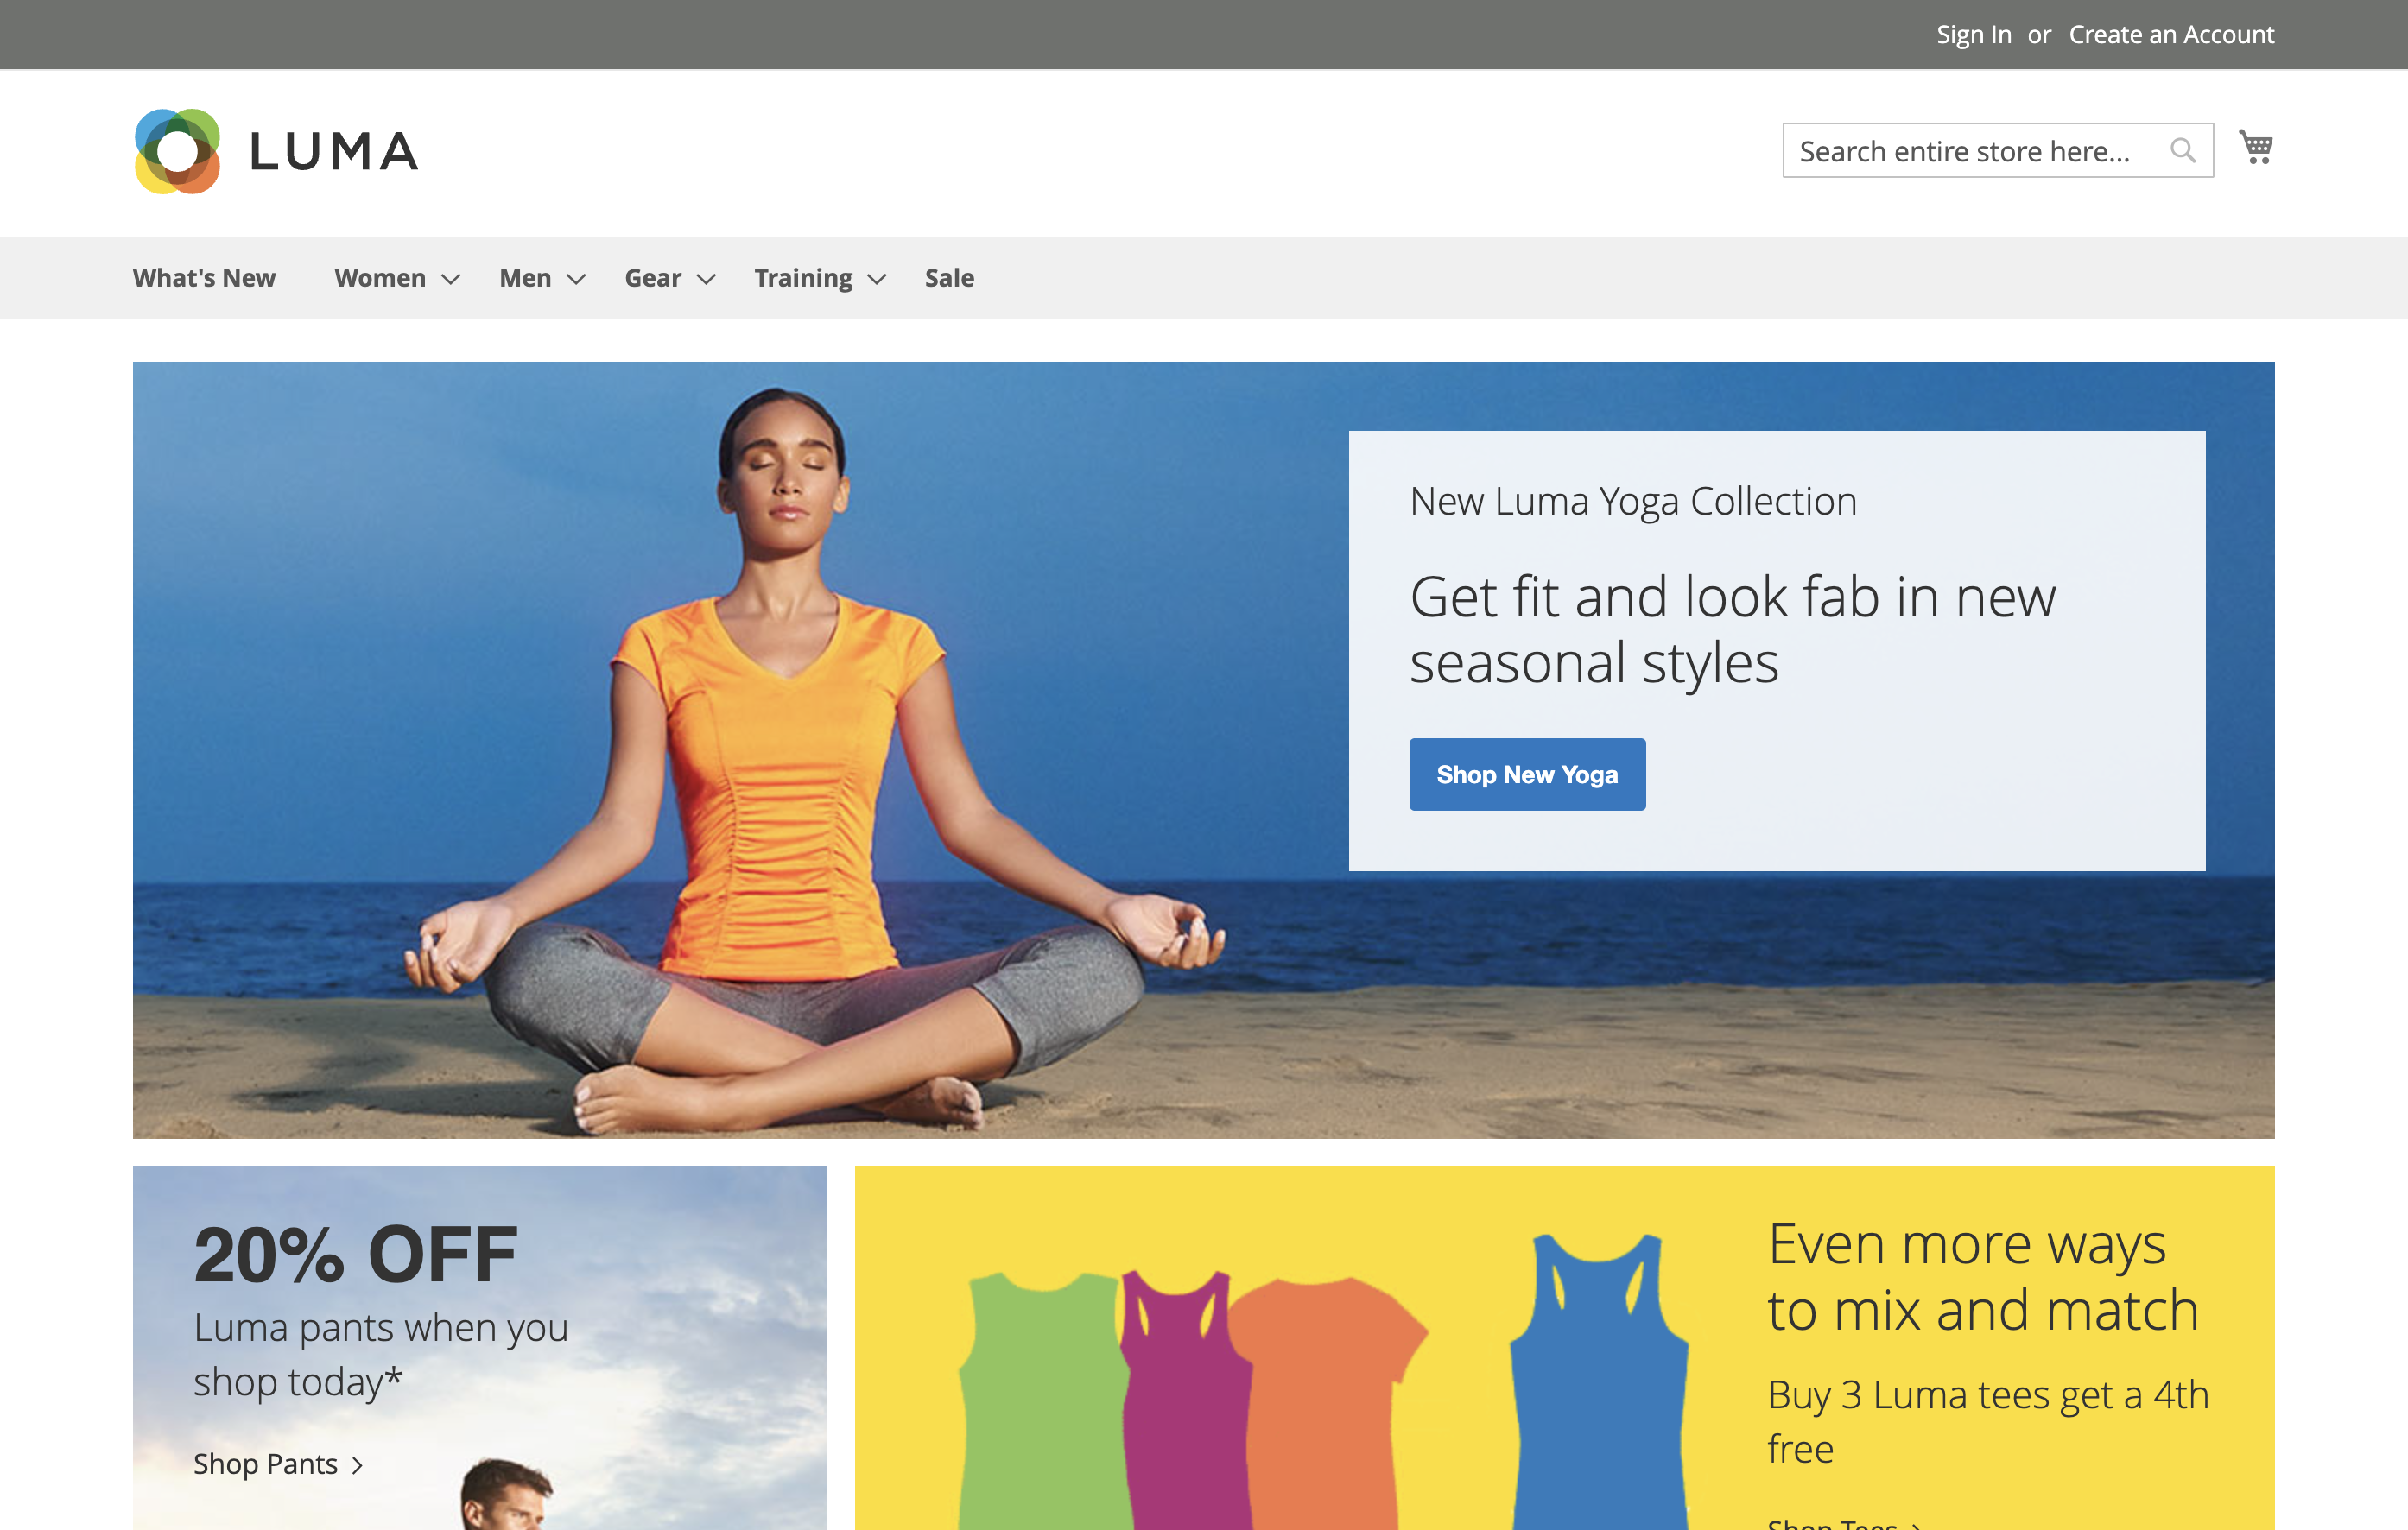 Sign In or Create an Account
LUMA
Search entire store here...
What's New Women Men Gear Training Sale
New Luma Yoga Collection
Get fit and look fab in new
seasonal styles
Shop New Yoga
20% OFF
Luma pants when you
shop today*
Shop Pants
Even more ways
to mix and match
Buy 3 Luma tees get a 4th
free
Shop Tees